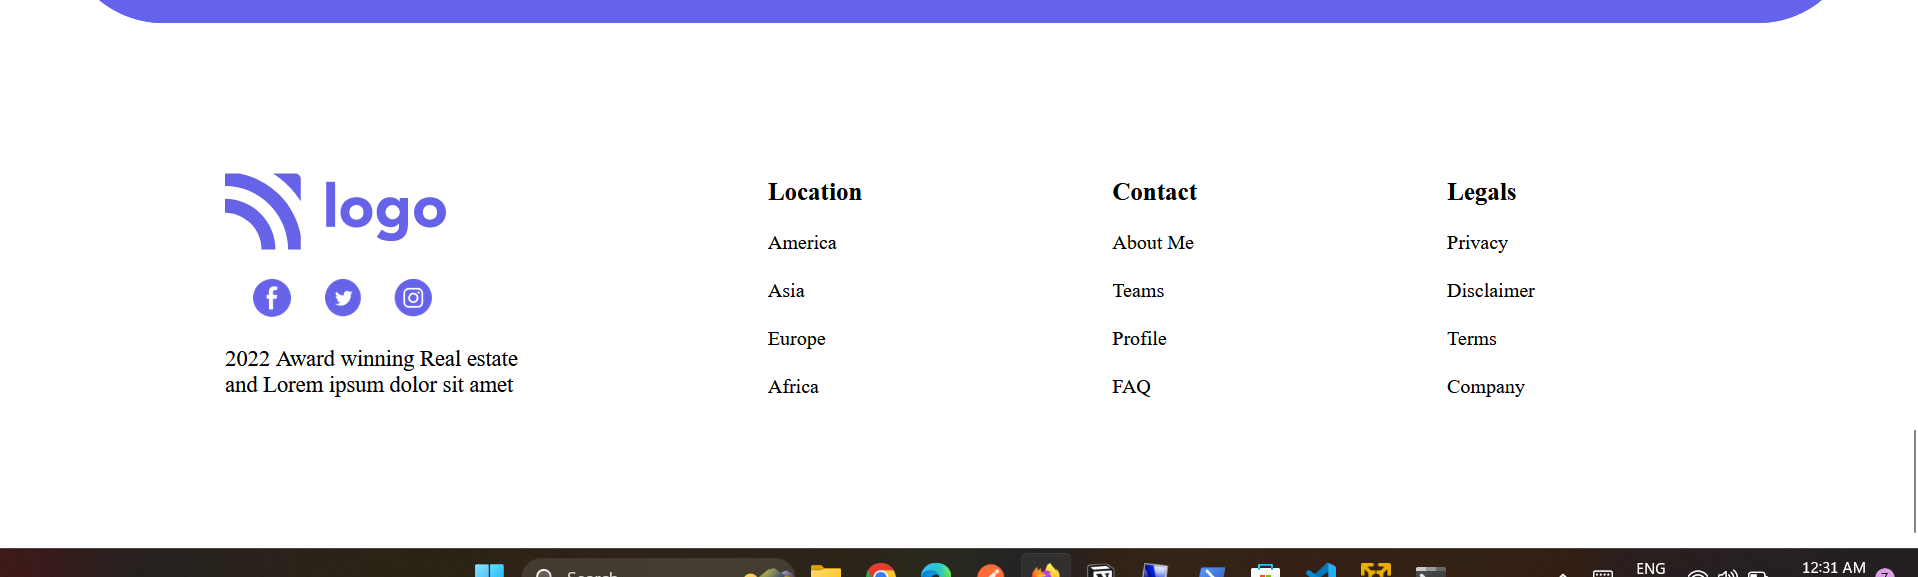 logo
2022 Award winning Real estate
and Lorem ipsum dolor sit amet
Location
America
Asia
Europe
Africa
Contact
About Me
Teams
Profile
FAQ
Legals
Privacy
Disclaimer
Terms
Company
Search
ENG
12:31 AM